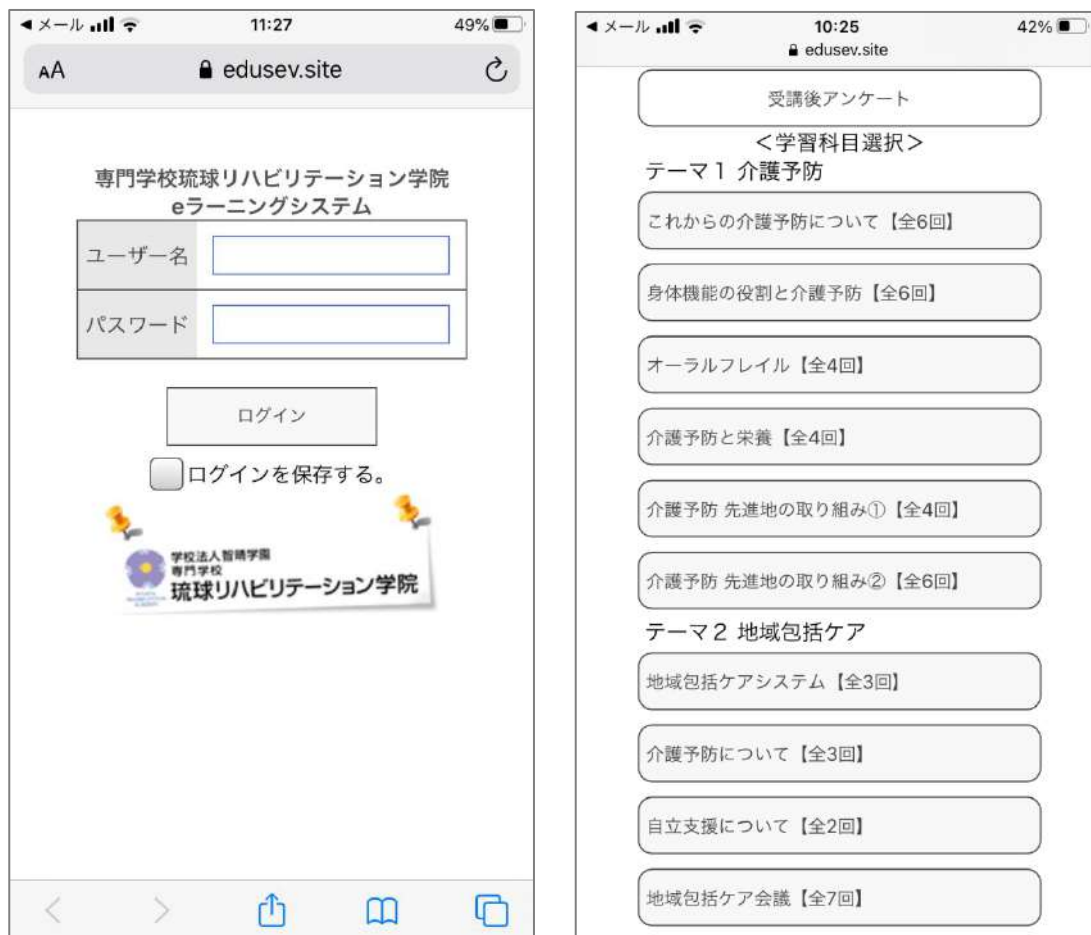 メール
11:27
49%
AA
edusev.site
専門学校琉球リハビリテーション学院
eラーニングシステム
ユーザー名
パスワード
ログイン
ログインを保存する。
学校法人智晴学園
専門学校
琉球リハビリテーション学院
メール
10:25
42%
edusev.site
受講後アンケート
＜学習科目選択＞
テーマ1 介護予防
これからの介護予防について【全6回】
身体機能の役割と介護予防【全6回】
オーラルフレイル【全4回】
介護予防と栄養【全4回】
介護予防 先進地の取り組み①【全4回】
介護予防 先進地の取り組み②【全6回】
テーマ2 地域包括ケア
地域包括ケアシステム【全3回】
介護予防について【全3回】
自立支援について【全2回】
地域包括ケア会議【全7回】